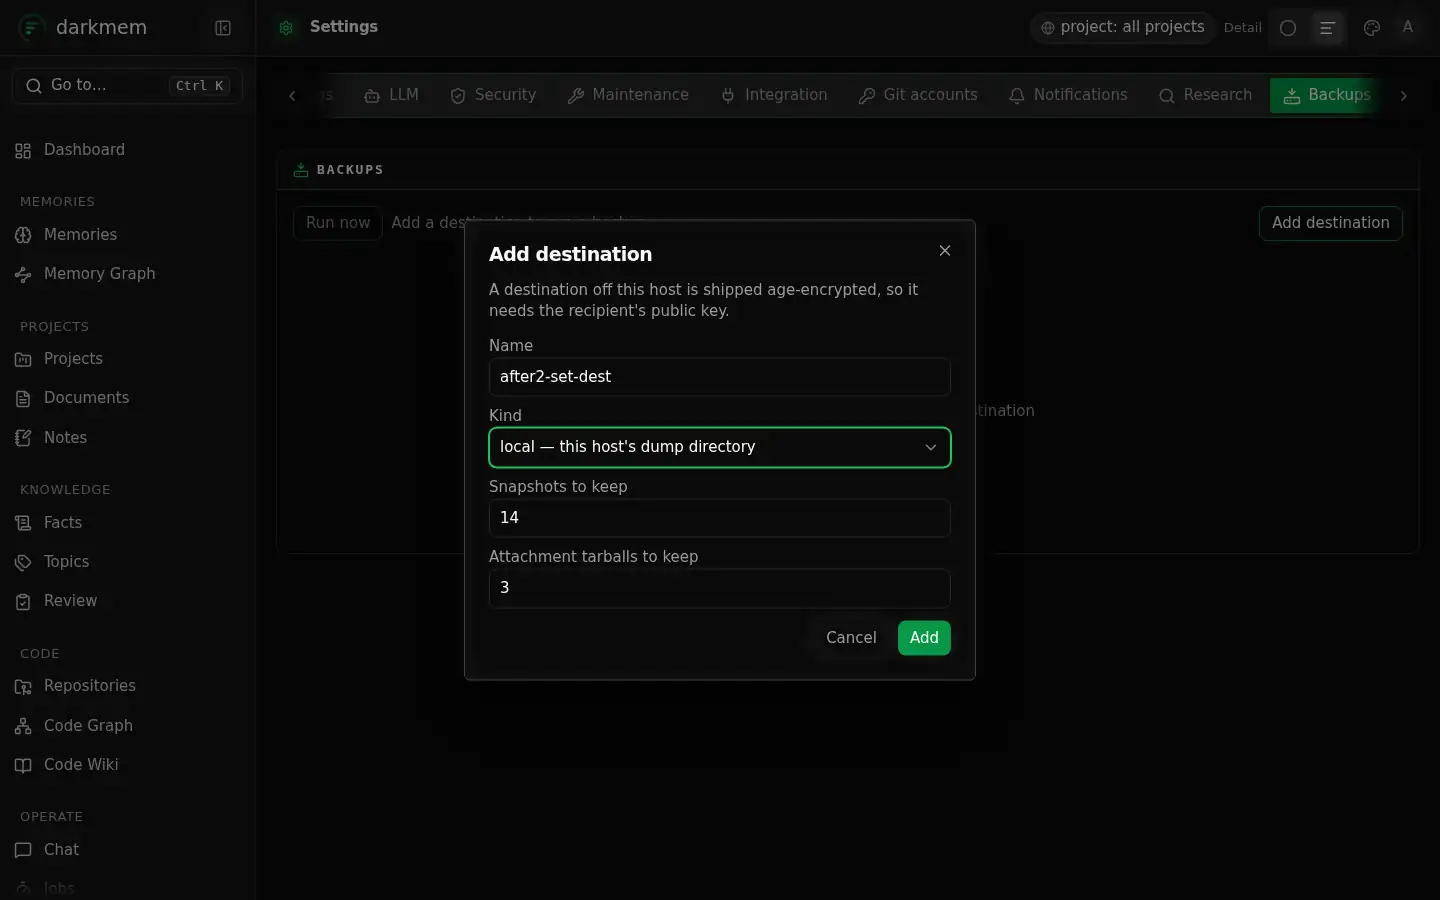 darkmem
Settings
project: all projects
Detail
A
Go to...
Ctrl K
LLM
Security
Maintenance
Integration
Git accounts
Notifications
Research
Backups
Dashboard
BACKUPS
MEMORIES
Memories
Memory Graph
Run now
Add destination
Add destination
A destination off this host is shipped age-encrypted, so it
needs the recipient's public key.
Name
after2-set-dest
Kind
local — this host's dump directory
Snapshots to keep
14
Attachment tarballs to keep
3
Cancel
Add
PROJECTS
Projects
Documents
Notes
KNOWLEDGE
Facts
Topics
Review
CODE
Repositories
Code Graph
Code Wiki
OPERATE
Chat
Jobs